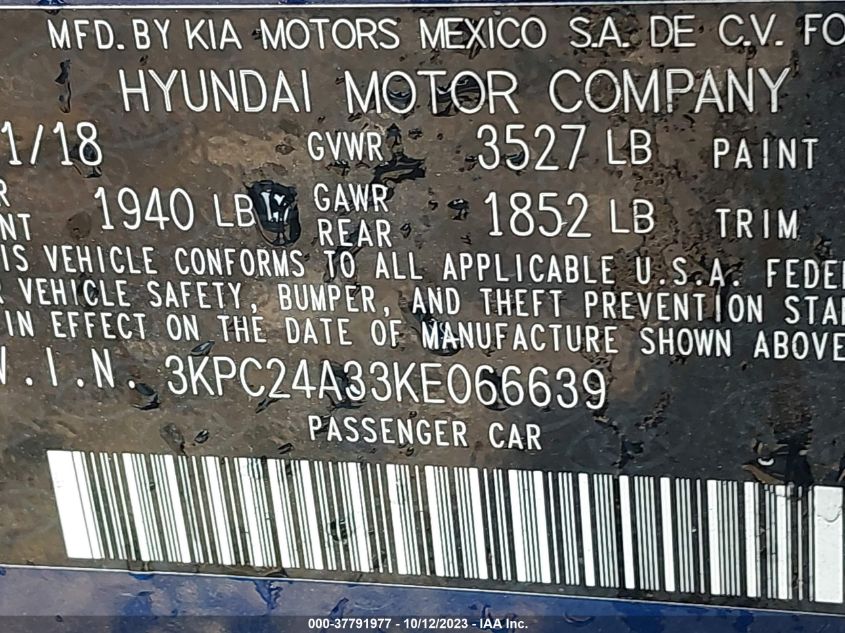 MFD. BY KIA MOTORS MEXICO S.A. DE C.V. FO
HYUNDAI MOTOR COMPANY
1/18 GVWR 3527 LB PAINT
R 1940 LB GAWR 1852 LB TRIM
NT REAR
IS VEHICLE CONFORMS TO ALL APPLICABLE U.S.A. FEDE
R VEHICLE SAFETY, BUMPER, AND THEFT PREVENTION STA
IN EFFECT ON THE DATE OF MANUFACTURE SHOWN ABOVE
V.I.N. 3KPC24A33KE066639
PASSENGER CAR
000-37791977 - 10/12/2023 - IAA Inc.